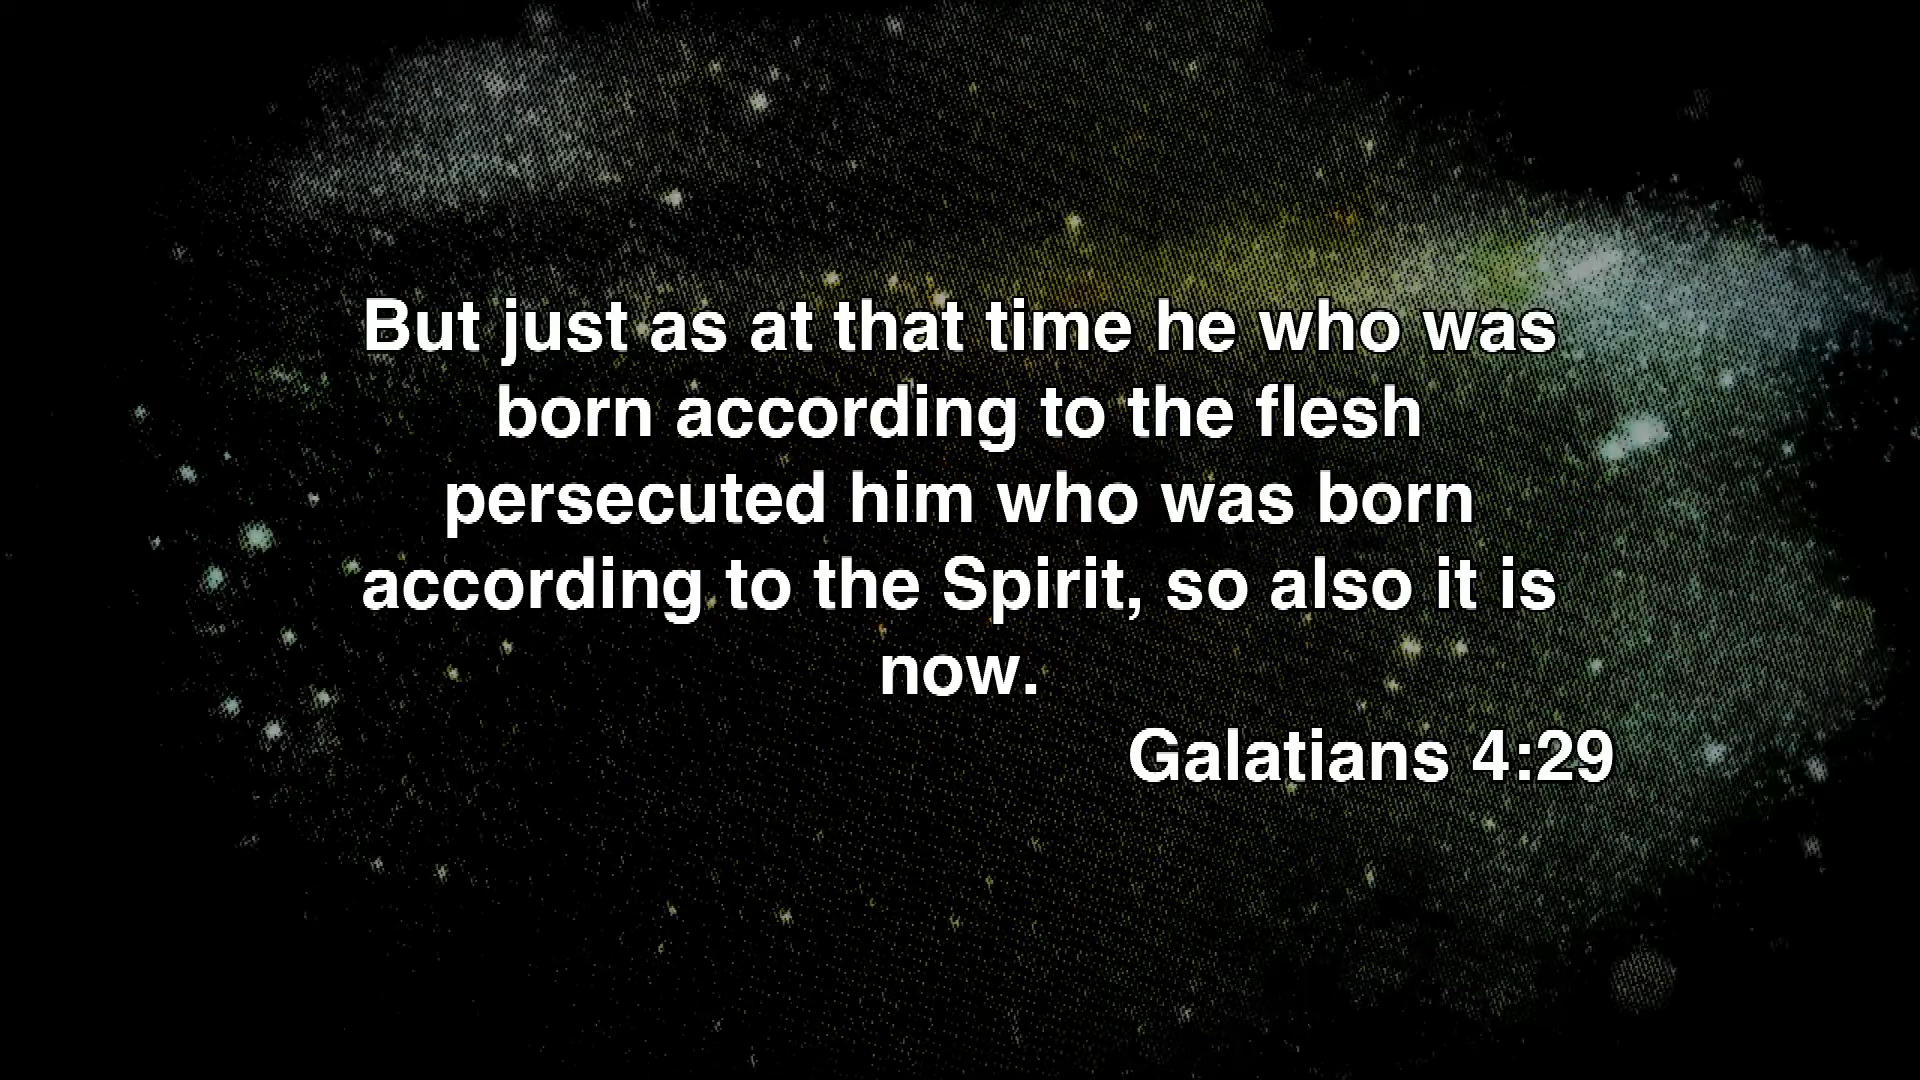 But just as at that time he who was
born according to the flesh
persecuted him who was born
according to the Spirit, so also it is
now.
Galatians 4:29